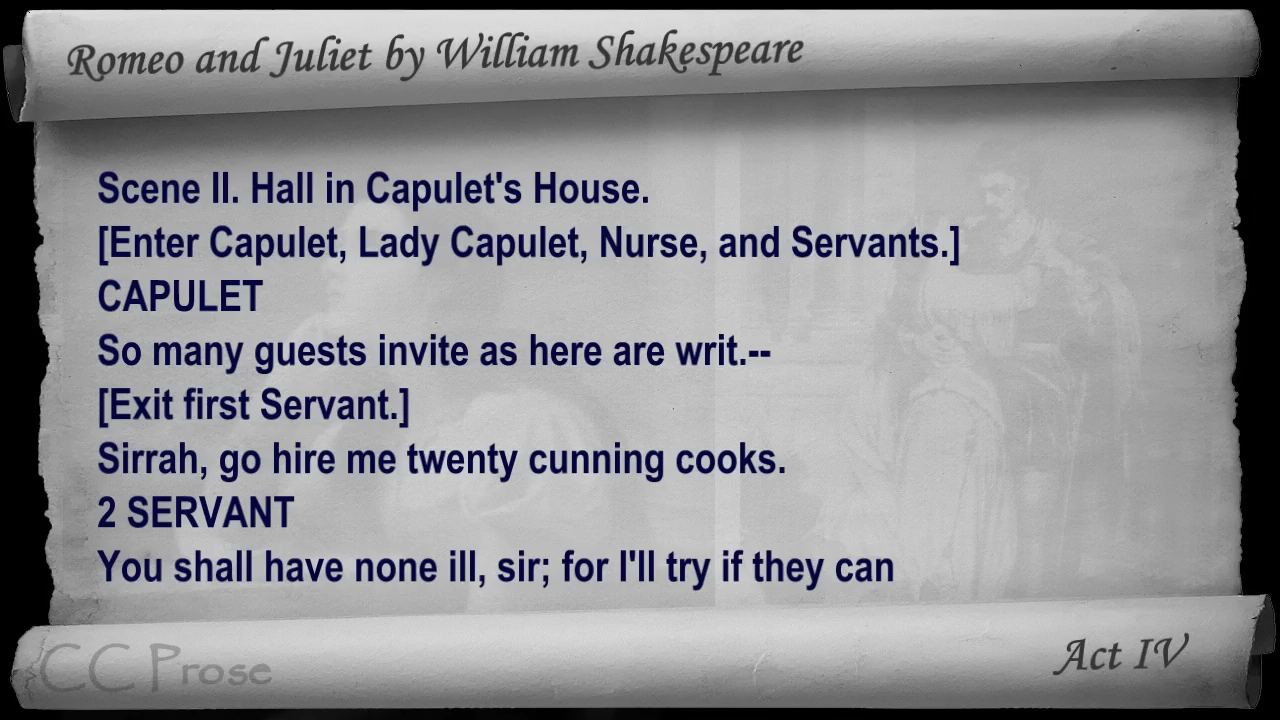 Romeo and Juliet by William Shakespeare
Scene II. Hall in Capulet's House.
[Enter Capulet, Lady Capulet, Nurse, and Servants.]
CAPULET
So many guests invite as here are writ.--
[Exit first Servant.]
Sirrah, go hire me twenty cunning cooks.
2 SERVANT
You shall have none ill, sir; for I'll try if they can
CC Prose
Act IV